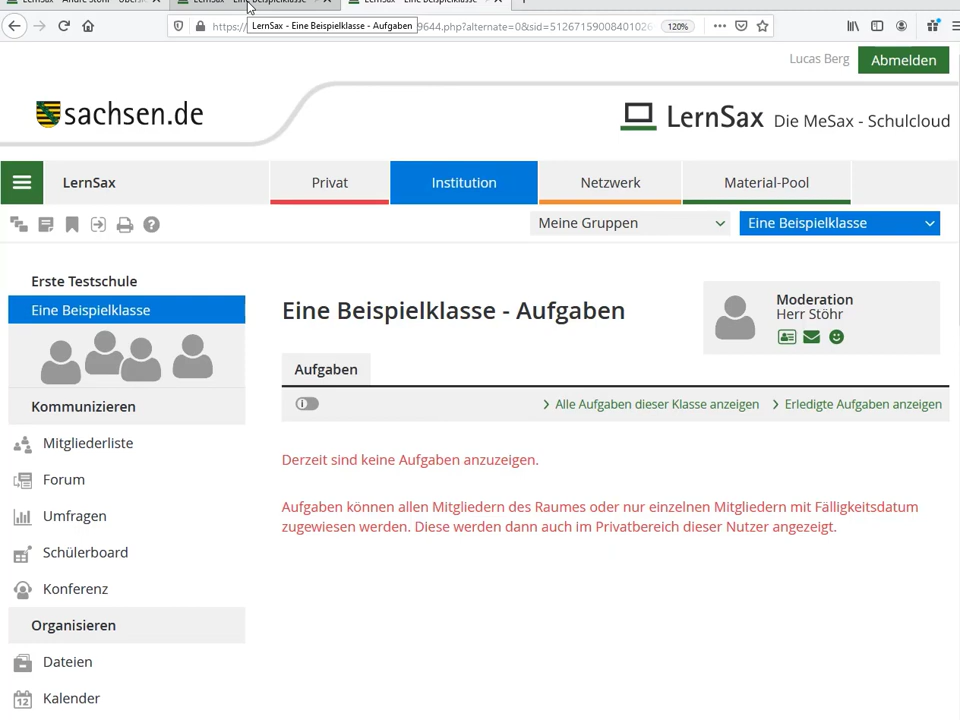 LernSax - Eine Beispielklasse - Aufgaben
https://
9644.php?alternate=0&sid=51267159008401026
120%
Lucas Berg
Abmelden
sachsen.de
LernSax Die MeSax - Schulcloud
LernSax
Privat
Institution
Netzwerk
Material-Pool
Meine Gruppen
Eine Beispielklasse
Erste Testschule
Eine Beispielklasse
Kommunizieren
Mitgliederliste
Forum
Umfragen
Schülerboard
Konferenz
Organisieren
Dateien
12 Kalender
Eine Beispielklasse - Aufgaben
Moderation
Herr Stöhr
Aufgaben
Alle Aufgaben dieser Klasse anzeigen
Erledigte Aufgaben anzeigen
Derzeit sind keine Aufgaben anzuzeigen.
Aufgaben können allen Mitgliedern des Raumes oder nur einzelnen Mitgliedern mit Fälligkeitsdatum
zugewiesen werden. Diese werden dann auch im Privatbereich dieser Nutzer angezeigt.